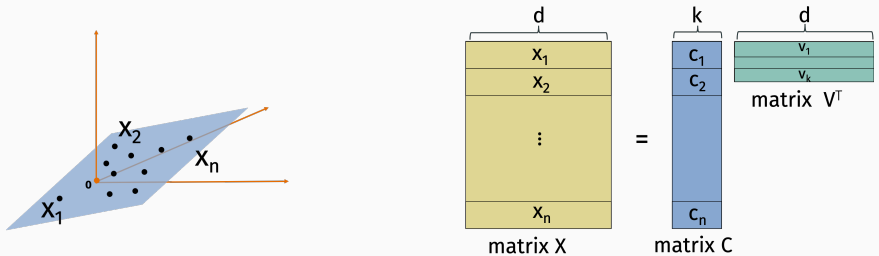 X₂
Xₙ
0
X₁
d
k
d
X₁
X₂
⋮
Xₙ
=
C₁
C₂
Cₙ
V₁
Vₖ
matrix Vᵀ
matrix X
matrix C